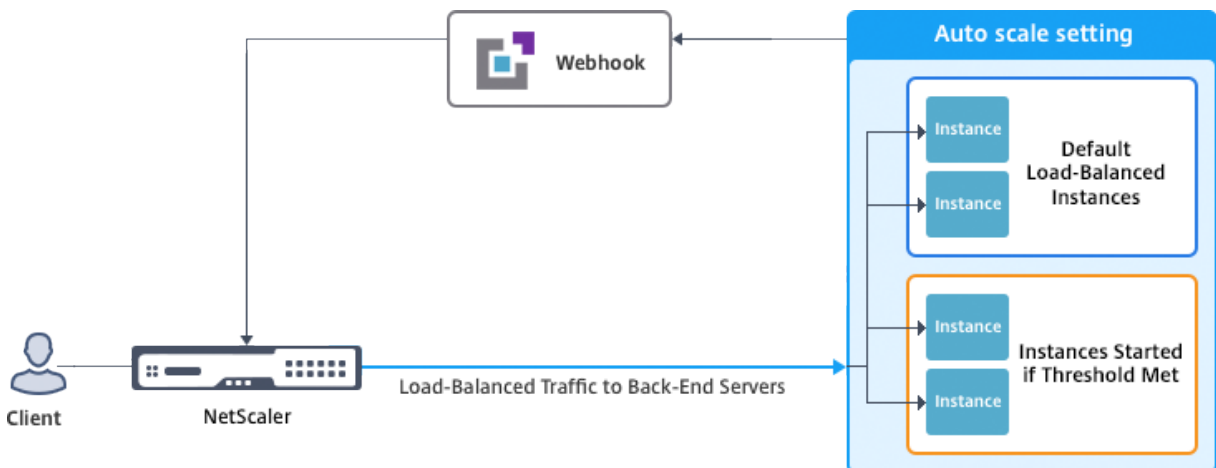 Auto scale setting
Webhook
Instance
Instance
Default
Load-Balanced
Instances
Instance
Instance
Instances Started
if Threshold Met
Client
NetScaler
Load-Balanced Traffic to Back-End Servers